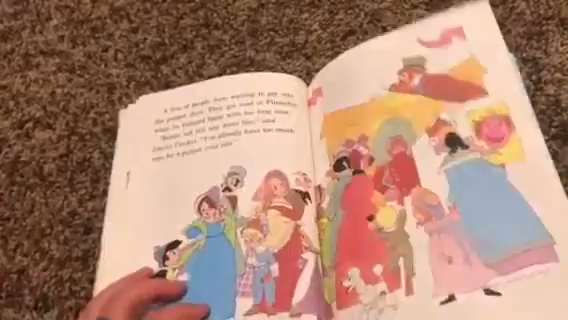 A line of people were waiting to get into
the puppet show. They got mad at Pinocchio
when he bumped them with his long nose.
"Better not tell any more lies," said
Jiminy Cricket. "You already have too much
nose for a puppet your size."